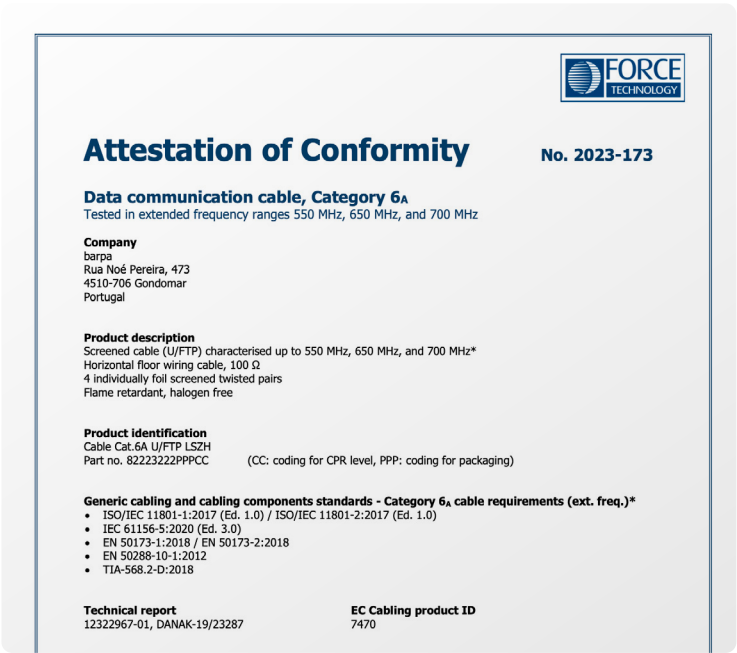 FORCE
TECHNOLOGY
Attestation of Conformity No. 2023-173
Data communication cable, Category 6A
Tested in extended frequency ranges 550 MHz, 650 MHz, and 700 MHz
Company
barpa
Rua Noé Pereira, 473
4510-706 Gondomar
Portugal
Product description
Screened cable (U/FTP) characterised up to 550 MHz, 650 MHz, and 700 MHz*
Horizontal floor wiring cable, 100 Ω
4 individually foil screened twisted pairs
Flame retardant, halogen free
Product identification
Cable Cat.6A U/FTP LSZH
Part no. 82223222PPPCC (CC: coding for CPR level, PPP: coding for packaging)
Generic cabling and cabling components standards - Category 6A cable requirements (ext. freq.)*
• ISO/IEC 11801-1:2017 (Ed. 1.0) / ISO/IEC 11801-2:2017 (Ed. 1.0)
• IEC 61156-5:2020 (Ed. 3.0)
• EN 50173-1:2018 / EN 50173-2:2018
• EN 50288-10-1:2012
• TIA-568.2-D:2018
Technical report EC Cabling product ID
12322967-01, DANAK-19/23287 7470